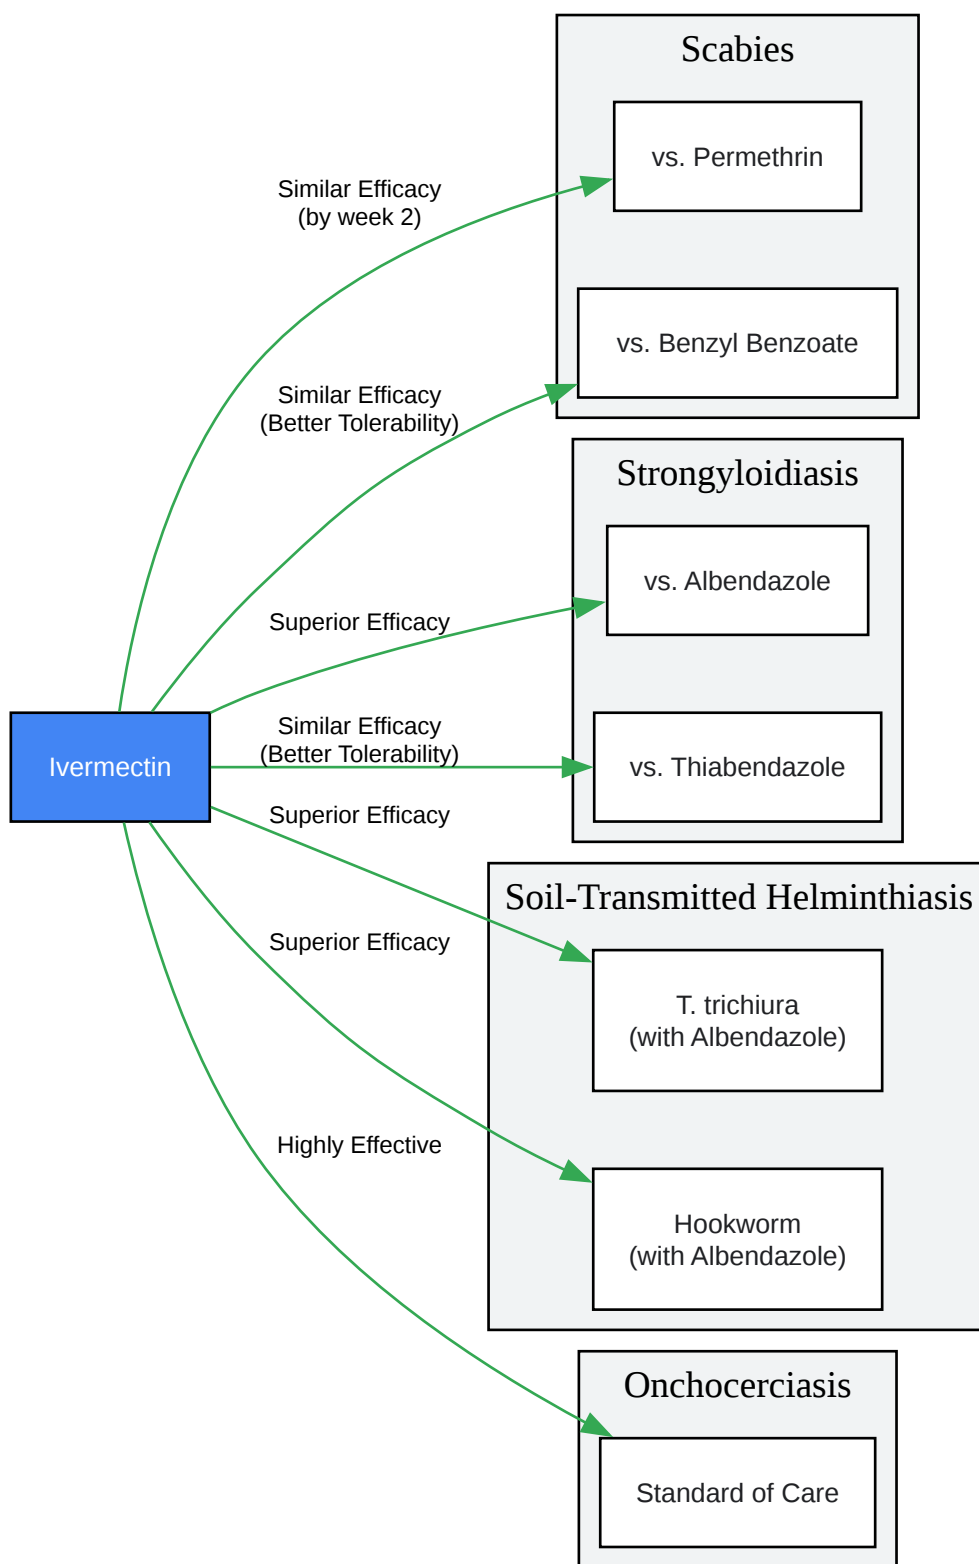 Scabies
vs. Permethrin
Similar Efficacy
(by week 2)
vs. Benzyl Benzoate
Similar Efficacy
(Better Tolerability)
Strongyloidiasis
vs. Albendazole
Superior Efficacy
Similar Efficacy
(Better Tolerability)
Ivermectin
vs. Thiabendazole
Superior Efficacy
Soil-Transmitted Helminthiasis
Superior Efficacy
T. trichiura
(with Albendazole)
Highly Effective
Hookworm
(with Albendazole)
Onchocerciasis
Standard of Care